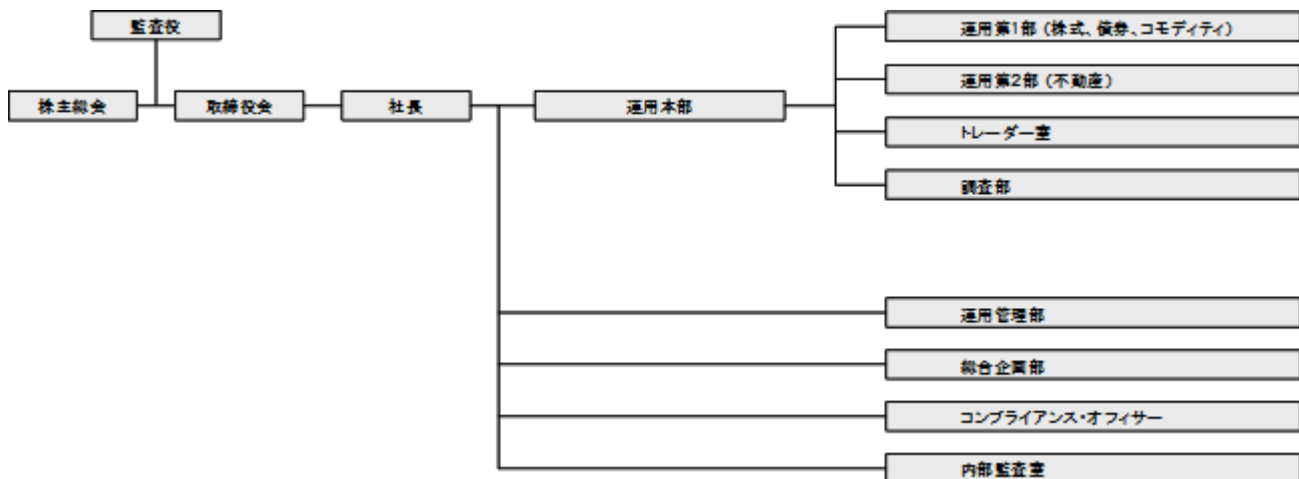 監査役
株主総会
取締役会
社長
運用本部
運用第1部（株式、債券、コモディティ）
運用第2部（不動産）
トレーダー室
調査部
運用管理部
総合企画部
コンプライアンス・オフィサー
内部監査室